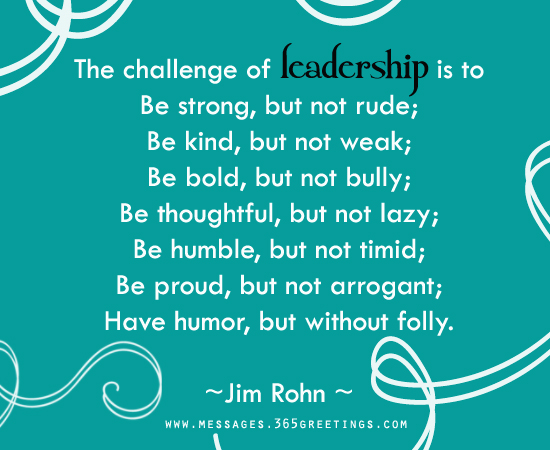 The challenge of leadership is to
Be strong, but not rude;
Be kind, but not weak;
Be bold, but not bully;
Be thoughtful, but not lazy;
Be humble, but not timid;
Be proud, but not arrogant;
Have humor, but without folly.
~Jim Rohn ~
WWW.MESSAGES.365GREETINGS.COM